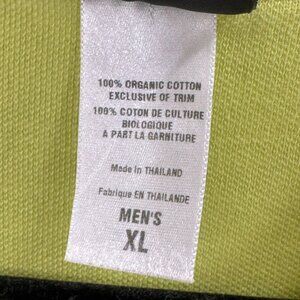 100% ORGANIC COTTON
EXCLUSIVE OF TRIM
100% COTON DE CULTURE
BIOLOGIQUE
A PART LA GARNITURE
Made in THAILAND
Fabrique EN THAILANDE
MEN'S
XL